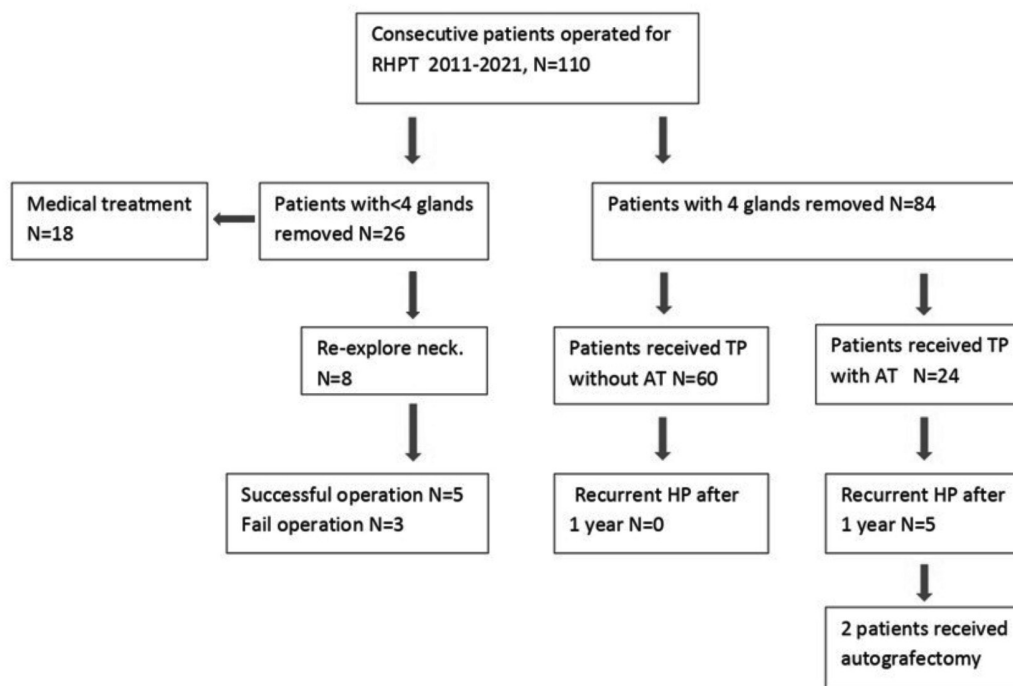 Consecutive patients operated for
RHPT 2011-2021, N=110
Medical treatment
N=18
Patients with<4 glands
removed N=26
Patients with 4 glands removed N=84
Re-explore neck.
N=8
Patients received TP
without AT N=60
Patients received TP
with AT N=24
Successful operation N=5
Fail operation N=3
Recurrent HP after
1 year N=0
Recurrent HP after
1 year N=5
2 patients received
autografectomy